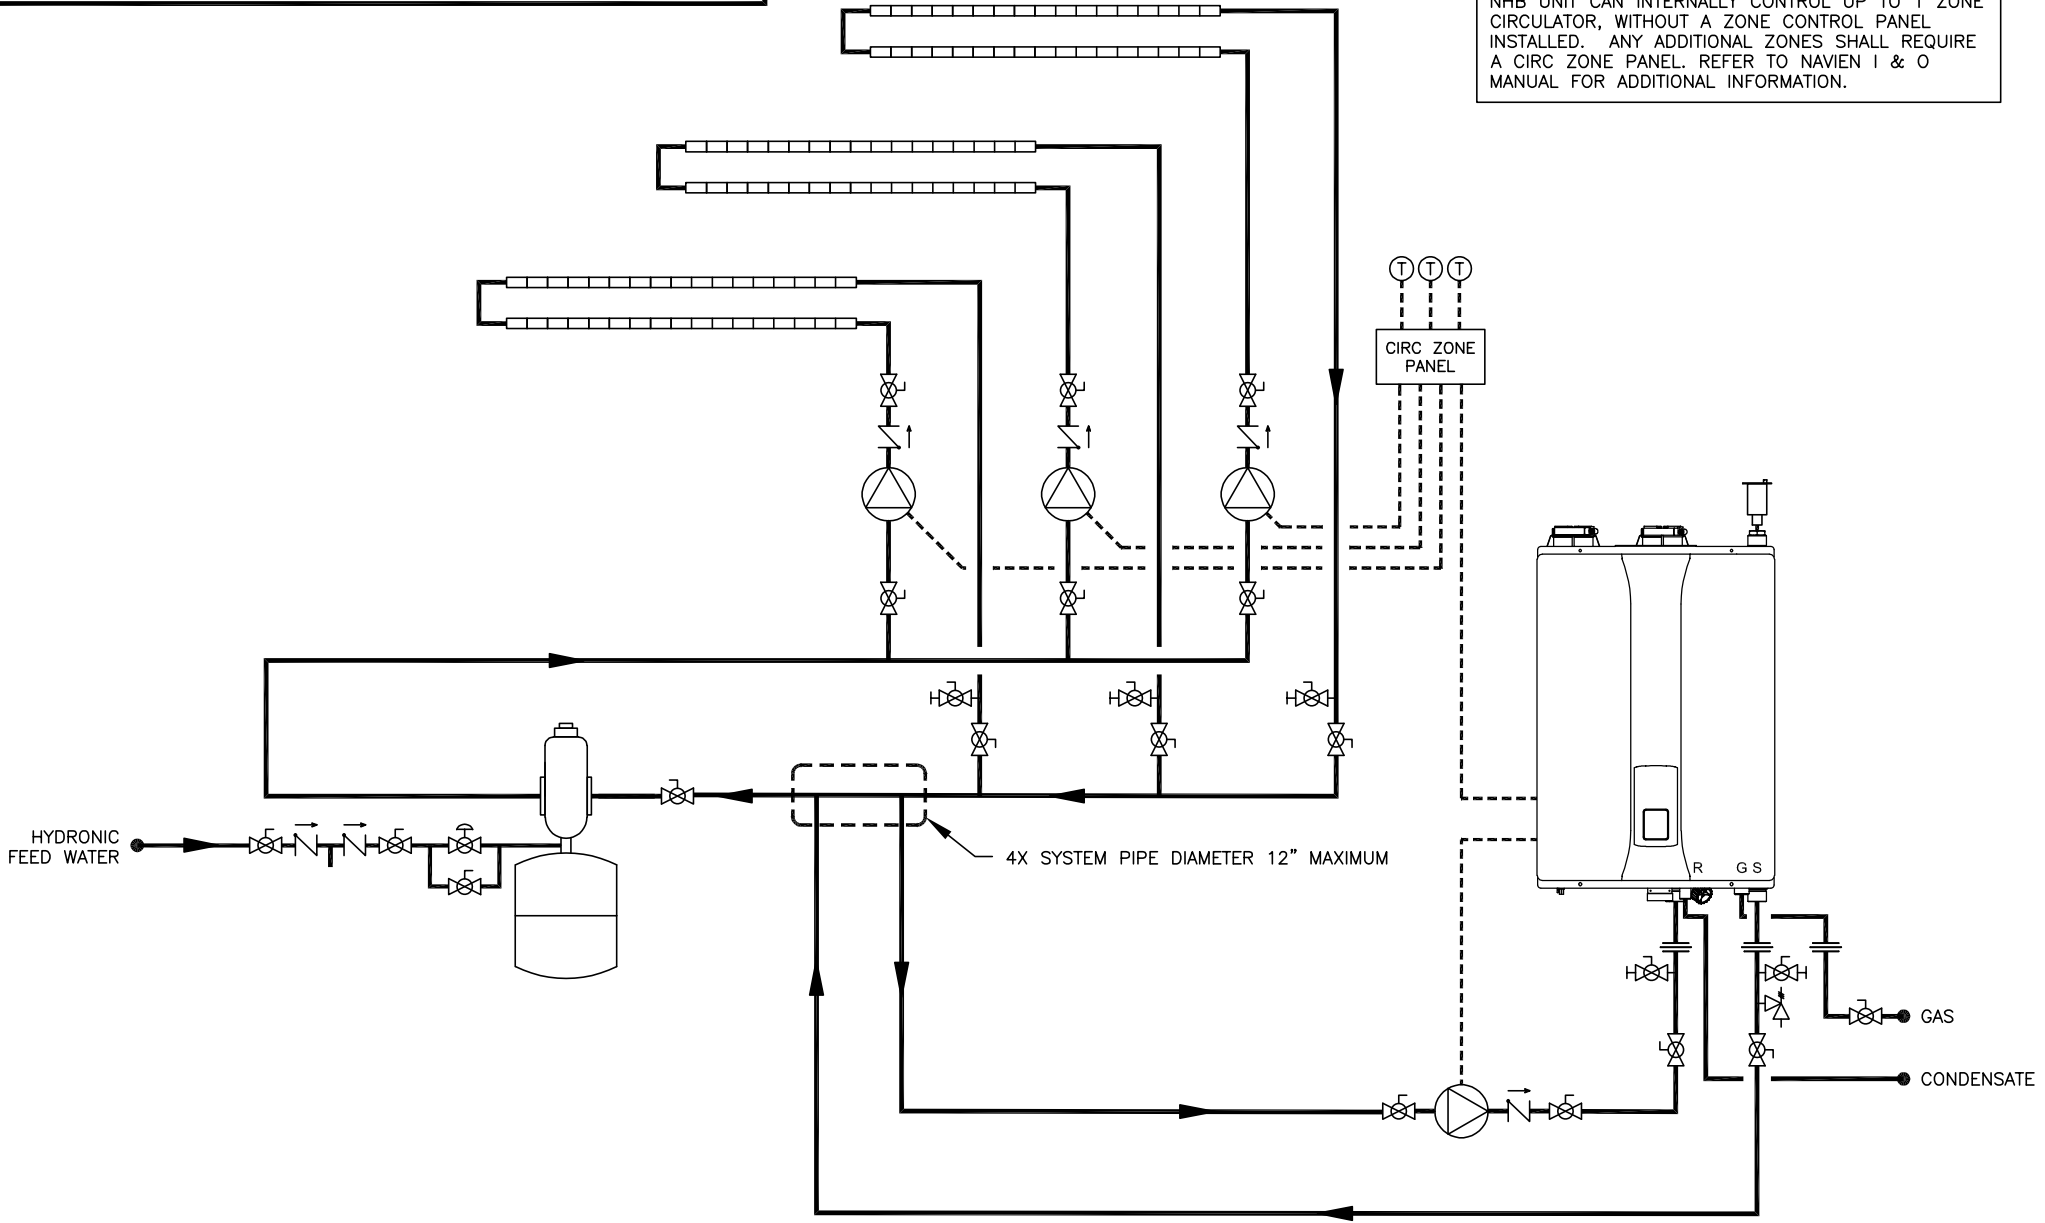 NHB UNIT CAN INTERNALLY CONTROL UP TO 1 ZONE
CIRCULATOR, WITHOUT A ZONE CONTROL PANEL
INSTALLED. ANY ADDITIONAL ZONES SHALL REQUIRE
A CIRC ZONE PANEL. REFER TO NAVIEN I & O
MANUAL FOR ADDITIONAL INFORMATION.
T T T
CIRC ZONE
PANEL
HYDRONIC
FEED WATER
4X SYSTEM PIPE DIAMETER 12" MAXIMUM
R G S
GAS
CONDENSATE